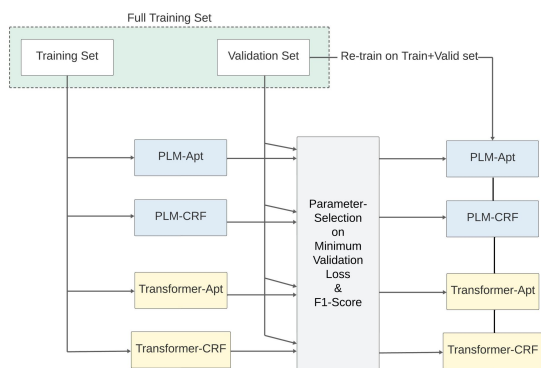 Full Training Set
Training Set
Validation Set
Re-train on Train+Valid set
PLM-Apt
PLM-CRF
Transformer-Apt
Transformer-CRF
Parameter-
Selection
on
Minimum
Validation
Loss
&
F1-Score
PLM-Apt
PLM-CRF
Transformer-Apt
Transformer-CRF